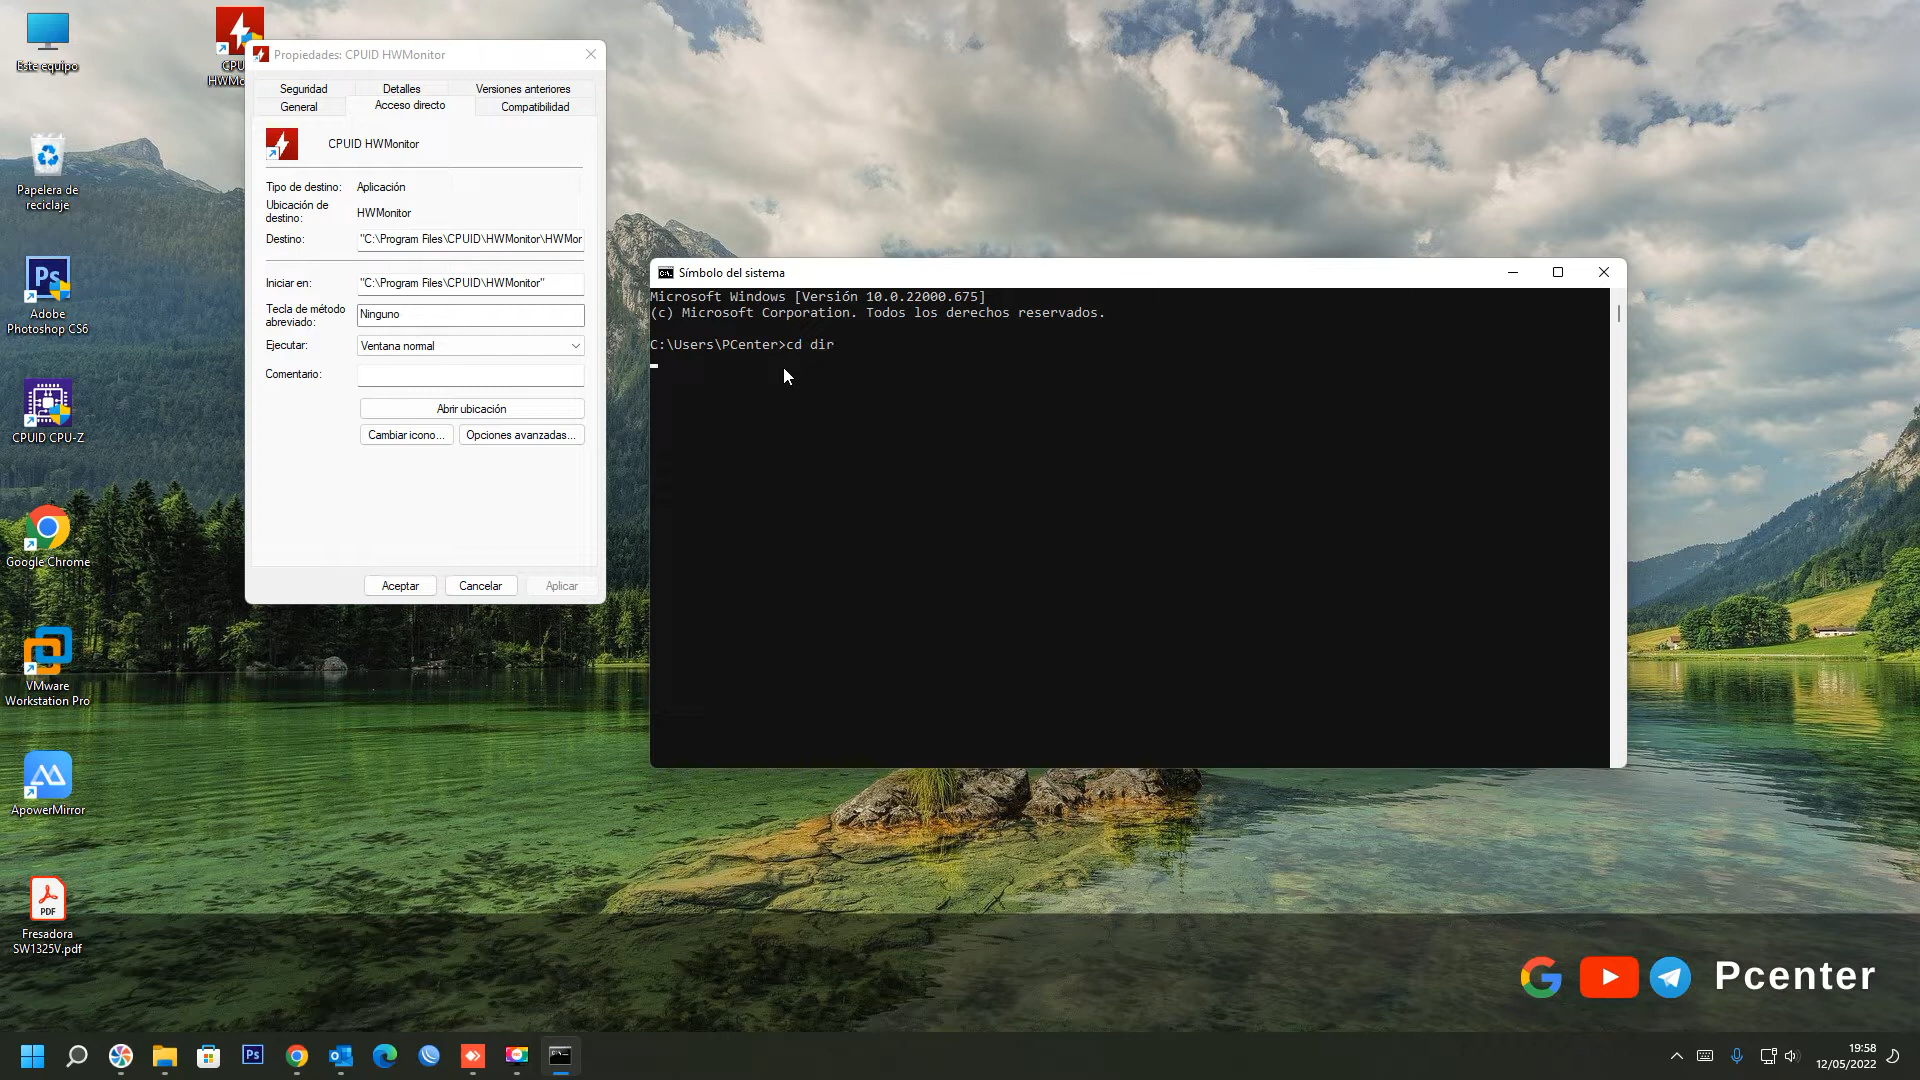 Este equipo
CPU
HWMo
Papelera de
reciclaje
Adobe
Photoshop CS6
CPUID CPU-Z
Google Chrome
VMware
Workstation Pro
ApowerMirror
PDF
Fresadora
SW1325V.pdf
Propiedades: CPUID HWMonitor
Seguridad
Detalles
Versiones anteriores
General
Acceso directo
Compatibilidad
CPUID HWMonitor
Tipo de destino: Aplicación
Ubicación de
destino: HWMonitor
Destino: "C:\Program Files\CPUID\HWMonitor\HWMor
Iniciar en: "C:\Program Files\CPUID\HWMonitor"
Tecla de método
abreviado: Ninguno
Ejecutar: Ventana normal
Comentario:
Abrir ubicación
Cambiar icono...
Opciones avanzadas...
Aceptar
Cancelar
Aplicar
Símbolo del sistema
Microsoft Windows [Versión 10.0.22000.675]
(c) Microsoft Corporation. Todos los derechos reservados.
C:\Users\PCenter>cd dir
Pcenter
19:58
12/05/2022